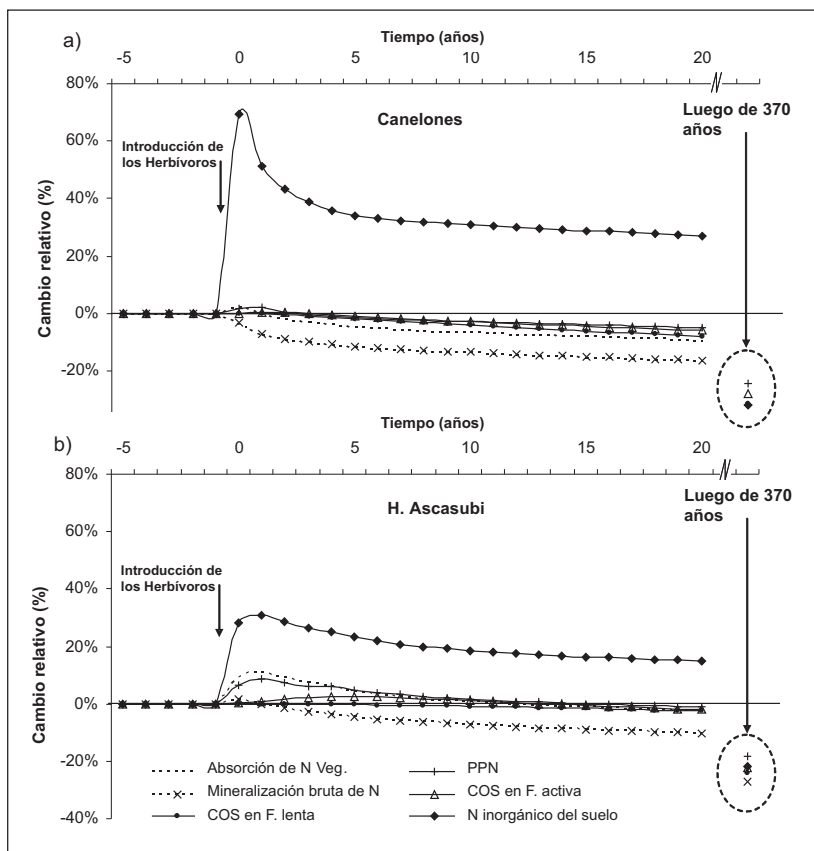 a)
Tiempo (años)
-5 0 5 10 15 20
80%
60%
40%
20%
0%
-20%
Cambio relativo (%)
Canelones
Introducción de
los Herbívoros
Luego de 370
años
b)
Tiempo (años)
-5 0 5 10 15 20
80%
60%
40%
20%
0%
-20%
-40%
Cambio relativo (%)
H. Ascasubi
Introducción de
los Herbívoros
Luego de 370
años
Absorción de N Veg.
PPN
Mineralización bruta de N
COS en F. activa
COS en F. lenta
N inorgánico del suelo